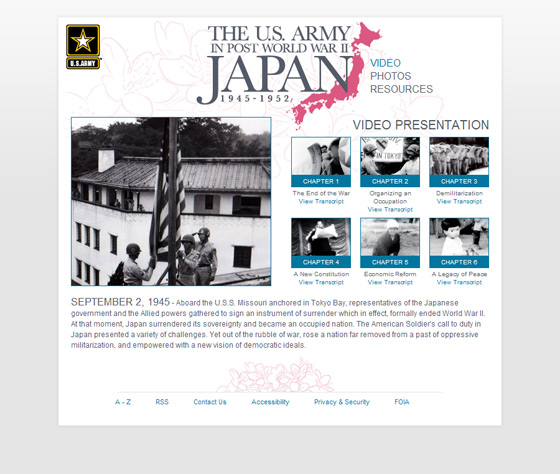 U.S.ARMY
THE U.S. ARMY
IN POST WORLD WAR II
JAPAN
1945-1952
VIDEO
PHOTOS
RESOURCES
VIDEO PRESENTATION
CHAPTER 1
The End of the War
View Transcript
IN TOKYO
CHAPTER 2
Organizing an
Occupation
View Transcript
CHAPTER 3
Demilitarization
View Transcript
CHAPTER 4
A New Constitution
View Transcript
CHAPTER 5
Economic Reform
View Transcript
CHAPTER 6
A Legacy of Peace
View Transcript
SEPTEMBER 2, 1945 - Aboard the U.S.S. Missouri anchored in Tokyo Bay, representatives of the Japanese
government and the Allied powers gathered to sign an instrument of surrender which in effect, formally ended World War II.
At that moment, Japan surrendered its sovereignty and became an occupied nation. The American Soldier's call to duty in
Japan presented a variety of challenges. Yet out of the rubble of war, rose a nation far removed from a past of oppressive
militarization, and empowered with a new vision of democratic ideals.
A - Z RSS Contact Us Accessibility Privacy & Security FOIA